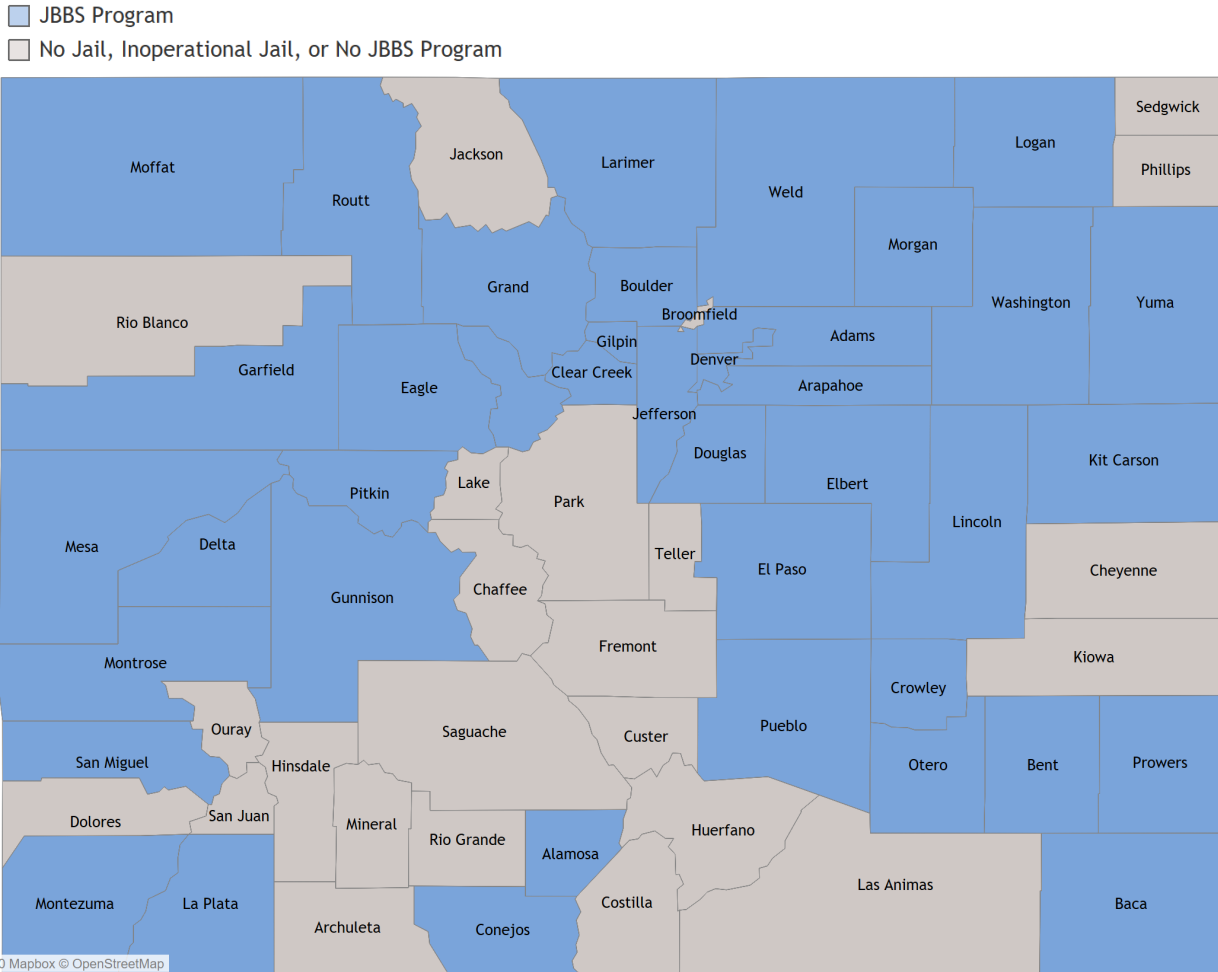 JBBS Program
No Jail, Inoperational Jail, or No JBBS Program
Sedgwick
Logan
Jackson
Larimer
Moffat
Phillips
Weld
Routt
Morgan
Grand
Boulder
Washington
Yuma
Broomfield
Rio Blanco
Adams
Gilpin
Denver
Garfield
Clear Creek
Arapahoe
Eagle
Jefferson
Douglas
Kit Carson
Lake
Elbert
Pitkin
Park
Lincoln
Delta
Mesa
Teller
El Paso
Cheyenne
Chaffee
Gunnison
Fremont
Kiowa
Montrose
Crowley
Pueblo
Ouray
Saguache
Custer
San Miguel
Hinsdale
Otero
Bent
Prowers
San Juan
Dolores
Mineral
Huerfano
Rio Grande
Alamosa
Las Animas
Montezuma
La Plata
Costilla
Baca
Archuleta
Conejos
Mapbox © OpenStreetMap